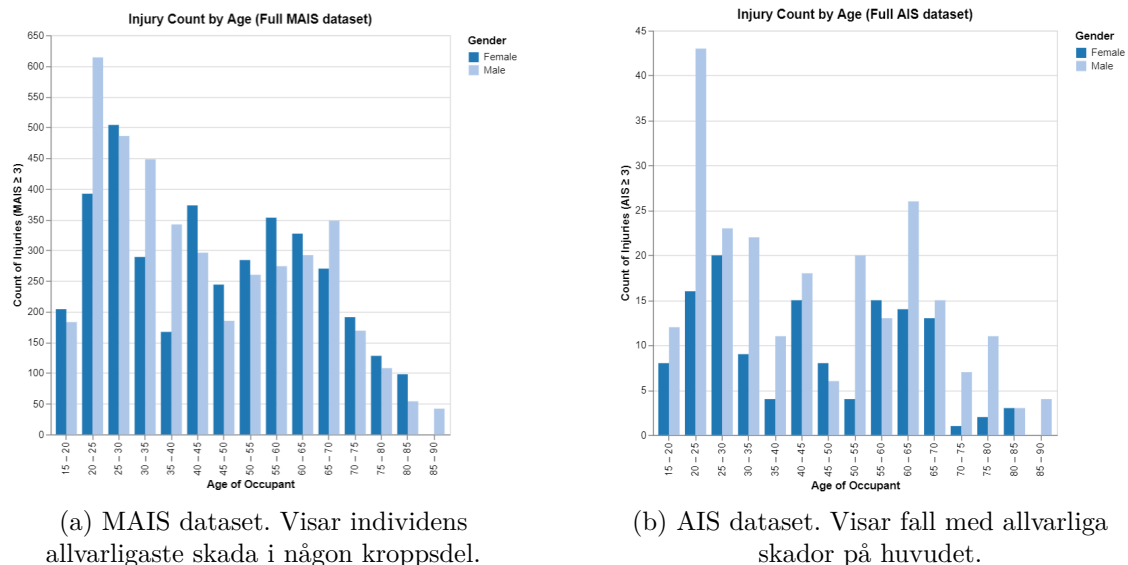 Injury Count by Age (Full MAIS dataset)
Gender
Female
Male
Count of Injuries (MAIS ≥ 3)
650
600
550
500
450
400
350
300
250
200
150
100
50
0
15 – 20
20 – 25
25 – 30
30 – 35
35 – 40
40 – 45
45 – 50
50 – 55
55 – 60
60 – 65
65 – 70
70 – 75
75 – 80
80 – 85
85 – 90
Age of Occupant
(a) MAIS dataset. Visar individens
allvarligaste skada i någon kroppsdel.
Injury Count by Age (Full AIS dataset)
Gender
Female
Male
Count of Injuries (AIS ≥ 3)
45
40
35
30
25
20
15
10
5
0
15 – 20
20 – 25
25 – 30
30 – 35
35 – 40
40 – 45
45 – 50
50 – 55
55 – 60
60 – 65
65 – 70
70 – 75
75 – 80
80 – 85
85 – 90
Age of Occupant
(b) AIS dataset. Visar fall med allvarliga
skador på huvudet.